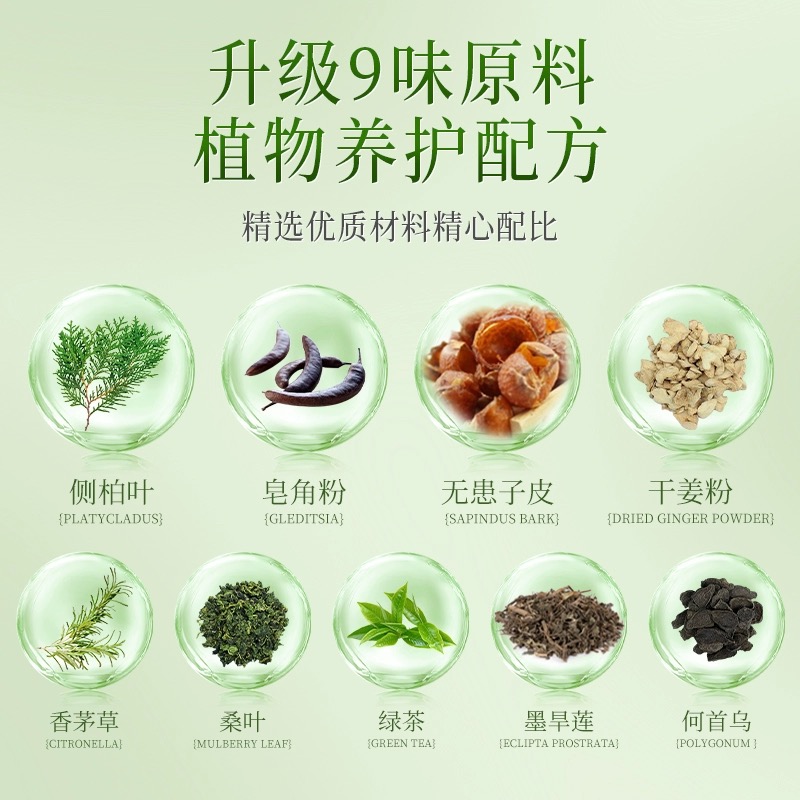 升级9味原料
植物养护配方
精选优质材料精心配比
侧柏叶
{PLATYCLADUS}
皂角粉
{GLEDITSIA}
无患子皮
{SAPINDUS BARK}
干姜粉
{DRIED GINGER POWDER}
香茅草
{CITRONELLA}
桑叶
{MULBERRY LEAF}
绿茶
{GREEN TEA}
墨旱莲
{ECLIPTA PROSTRATA}
何首乌
{POLYGONUM }